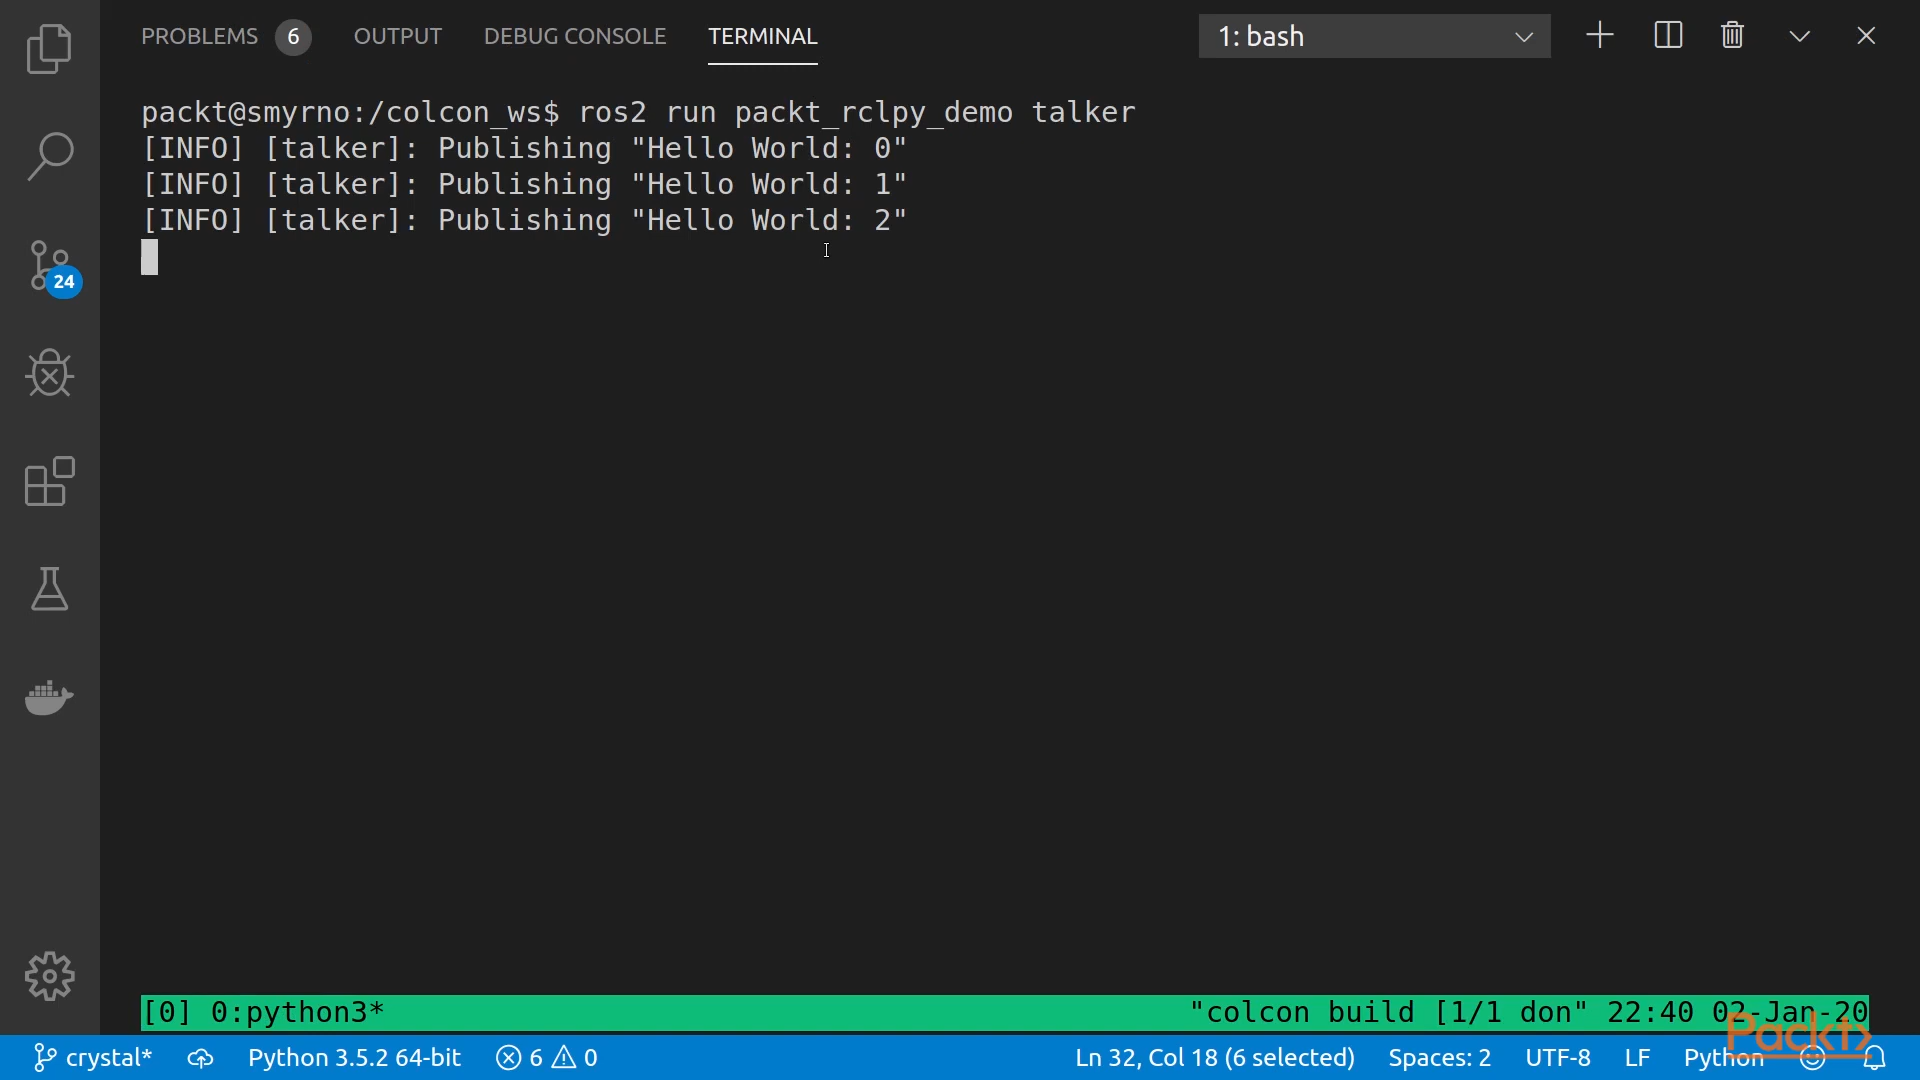 PROBLEMS 6 OUTPUT DEBUG CONSOLE TERMINAL 1: bash
packt@smyrno:/colcon_ws$ ros2 run packt_rclpy_demo talker
[INFO] [talker]: Publishing "Hello World: 0"
[INFO] [talker]: Publishing "Hello World: 1"
[INFO] [talker]: Publishing "Hello World: 2"
24
[0] 0:python3* "colcon build [1/1 don" 22:40 02-Jan-20
Packt>
crystal* Python 3.5.2 64-bit 6 0 Ln 32, Col 18 (6 selected) Spaces: 2 UTF-8 LF Python